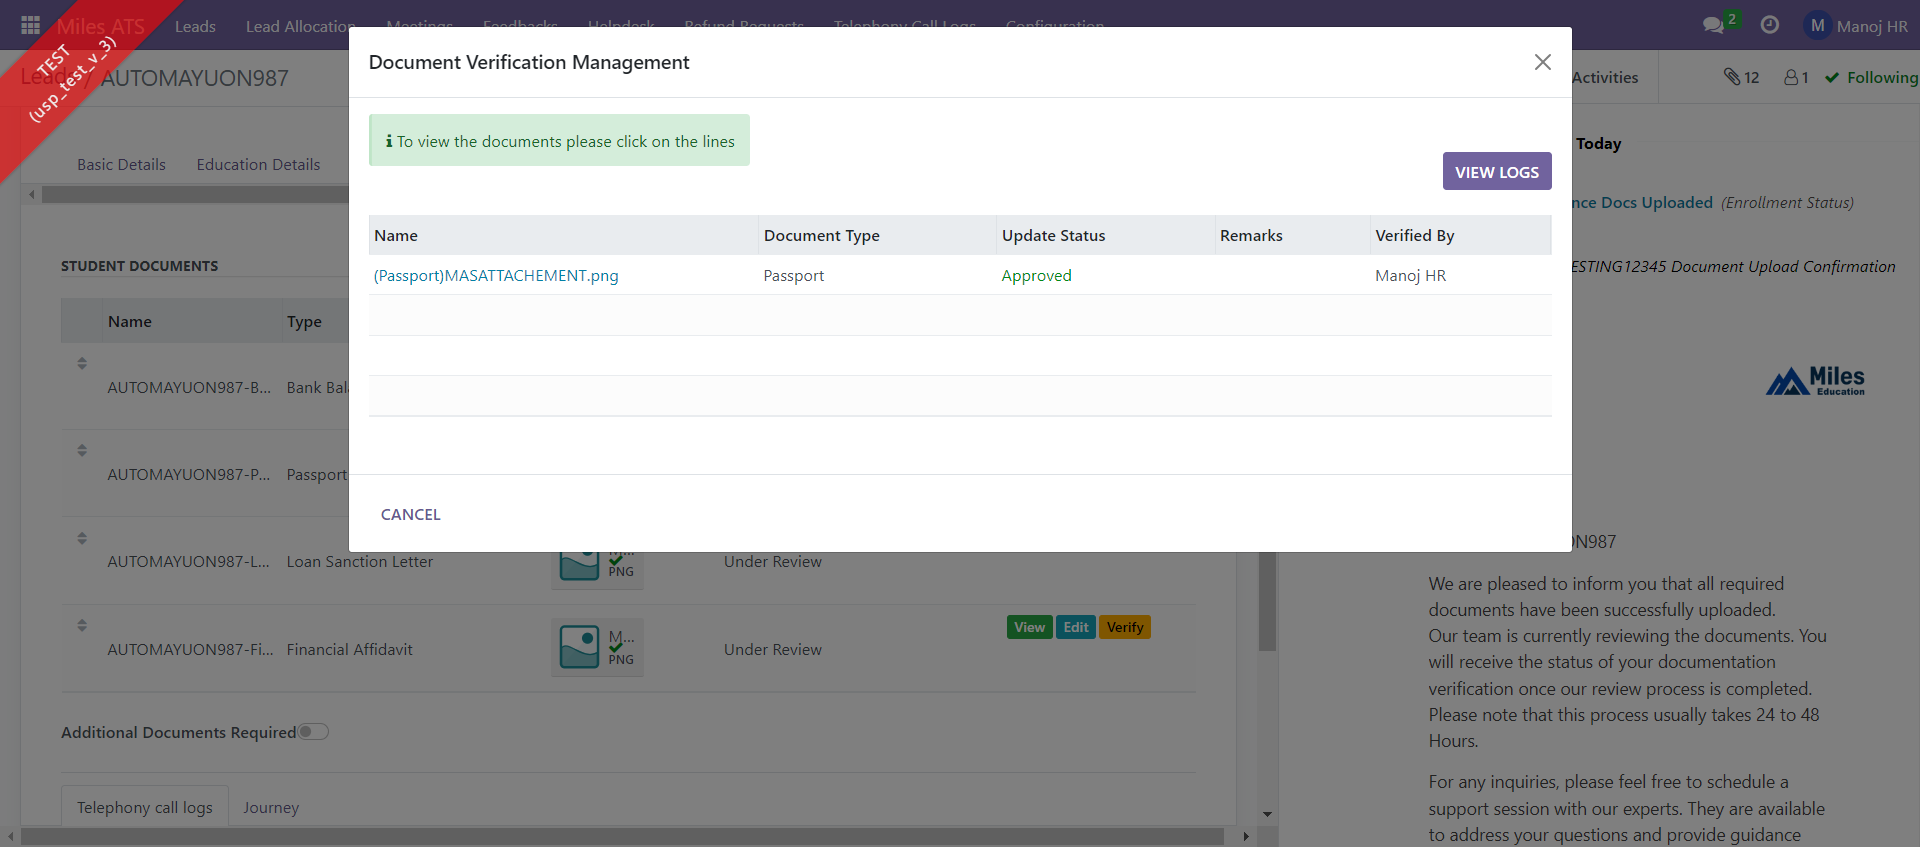 Miles ATS
Leads
Lead Allocation
Meetings
Feedbacks
Helpdesk
Refund Requests
Telephony Call Logs
Configuration
2
M
Manoj HR
TEST
(usp_test_v_3)
Leads / AUTOMAYUON987
Activities
12
1
Following
Document Verification Management
To view the documents please click on the lines
VIEW LOGS
Name
Document Type
Update Status
Remarks
Verified By
(Passport)MASATTACHEMENT.png
Passport
Approved
Manoj HR
CANCEL
Basic Details
Education Details
STUDENT DOCUMENTS
Name
Type
AUTOMAYUON987-B...
Bank Bal
AUTOMAYUON987-P...
Passport
AUTOMAYUON987-L...
Loan Sanction Letter
M...
PNG
Under Review
AUTOMAYUON987-Fi...
Financial Affidavit
M...
PNG
Under Review
View
Edit
Verify
Additional Documents Required
Telephony call logs
Journey
Today
nce Docs Uploaded (Enrollment Status)
ESTING12345 Document Upload Confirmation
Miles
Education
ON987
We are pleased to inform you that all required
documents have been successfully uploaded.
Our team is currently reviewing the documents. You
will receive the status of your documentation
verification once our review process is completed.
Please note that this process usually takes 24 to 48
Hours.
For any inquiries, please feel free to schedule a
support session with our experts. They are available
to address your questions and provide guidance